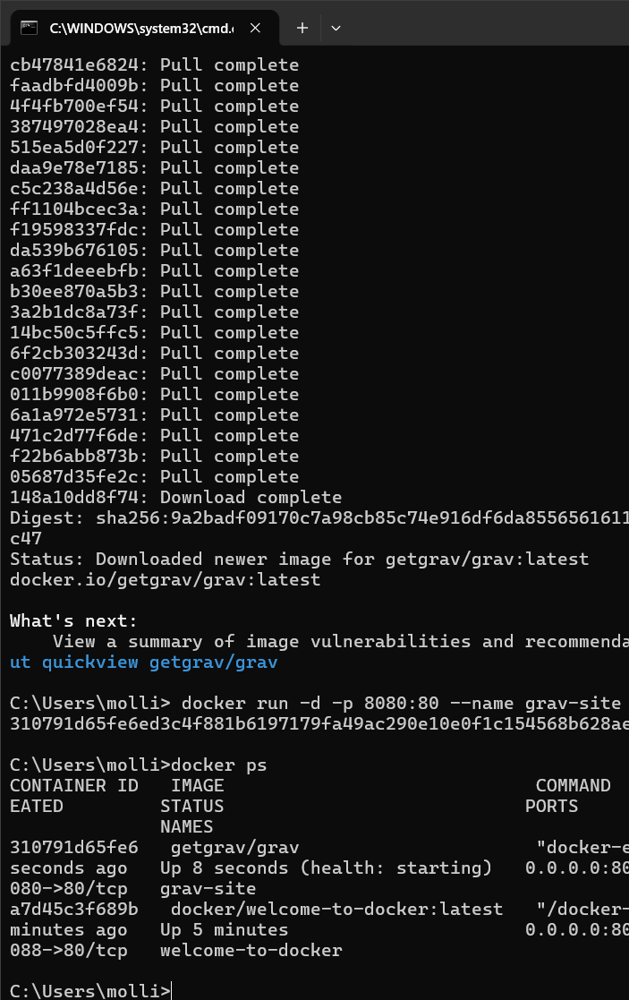 C:\WINDOWS\system32\cmd.
cb47841e6824: Pull complete
faadbfd4009b: Pull complete
4f4fb700ef54: Pull complete
387497028ea4: Pull complete
515ea5d0f227: Pull complete
daa9e78e7185: Pull complete
c5c238a4d56e: Pull complete
ff1104bcec3a: Pull complete
f19598337fdc: Pull complete
da539b676105: Pull complete
a63f1deeebfb: Pull complete
b30ee870a5b3: Pull complete
3a2b1dc8a73f: Pull complete
14bc50c5ffc5: Pull complete
6f2cb303243d: Pull complete
c0077389deac: Pull complete
011b9908f6b0: Pull complete
6a1a972e5731: Pull complete
471c2d77f6de: Pull complete
f22b6abb873b: Pull complete
05687d35fe2c: Pull complete
148a10dd8f74: Download complete
Digest: sha256:9a2badf09170c7a98cb85c74e916df6da8556561611
c47
Status: Downloaded newer image for getgrav/grav:latest
docker.io/getgrav/grav:latest
What's next:
View a summary of image vulnerabilities and recommenda
ut quickview getgrav/grav
C:\Users\molli> docker run -d -p 8080:80 --name grav-site
310791d65fe6ed3c4f881b6197179fa49ac290e10e0f1c154568b628ae
C:\Users\molli>docker ps
CONTAINER ID IMAGE COMMAND
EATED STATUS PORTS
NAMES
310791d65fe6 getgrav/grav "docker-e
seconds ago Up 8 seconds (health: starting) 0.0.0.0:80
080->80/tcp grav-site
a7d45c3f689b docker/welcome-to-docker:latest "/docker-
minutes ago Up 5 minutes 0.0.0.0:80
088->80/tcp welcome-to-docker
C:\Users\molli>